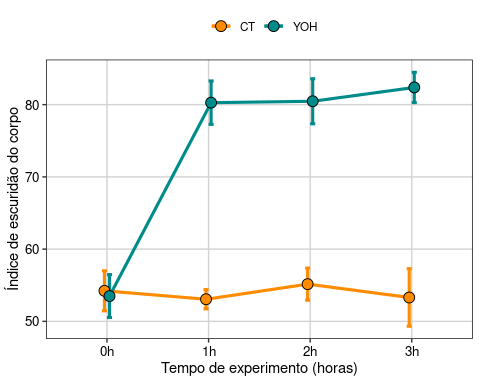 CT YOH
Índice de escuridão do corpo
80
70
60
50
0h 1h 2h 3h
Tempo de experimento (horas)